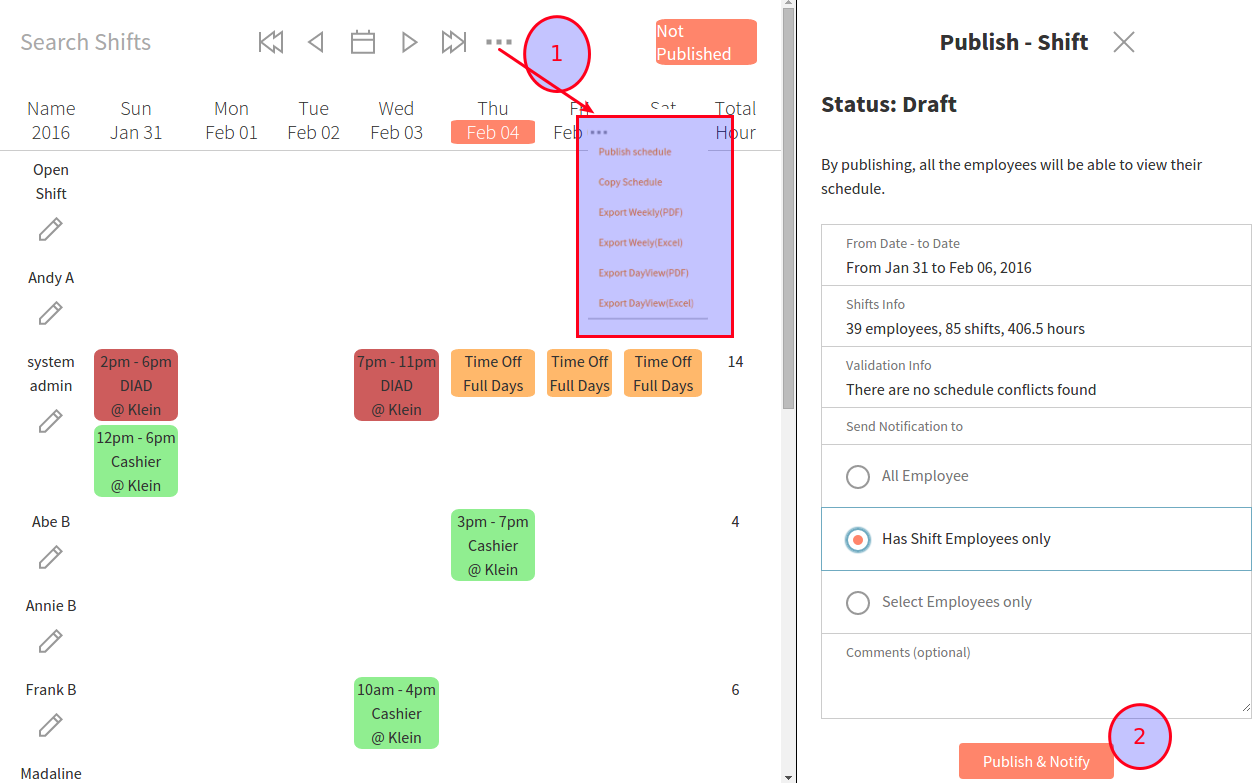 Search Shifts
1
Not
Published
Name Sun Mon Tue Wed Thu Fri Sat Total
2016 Jan 31 Feb 01 Feb 02 Feb 03 Feb 04 Feb Hour
Publish schedule
Copy Schedule
Export Weekly(PDF)
Export Weely(Excel)
Export DayView(PDF)
Export DayView(Excel)
Open
Shift
Andy A
system
admin
2pm - 6pm
DIAD
@ Klein
12pm - 6pm
Cashier
@ Klein
7pm - 11pm
DIAD
@ Klein
Time Off
Full Days
Time Off
Full Days
Time Off
Full Days
14
Abe B
3pm - 7pm
Cashier
@ Klein
4
Annie B
Frank B
10am - 4pm
Cashier
@ Klein
6
Madaline
Publish - Shift
Status: Draft
By publishing, all the employees will be able to view their
schedule.
From Date - to Date
From Jan 31 to Feb 06, 2016
Shifts Info
39 employees, 85 shifts, 406.5 hours
Validation Info
There are no schedule conflicts found
Send Notification to
All Employee
Has Shift Employees only
Select Employees only
Comments (optional)
2
Publish & Notify